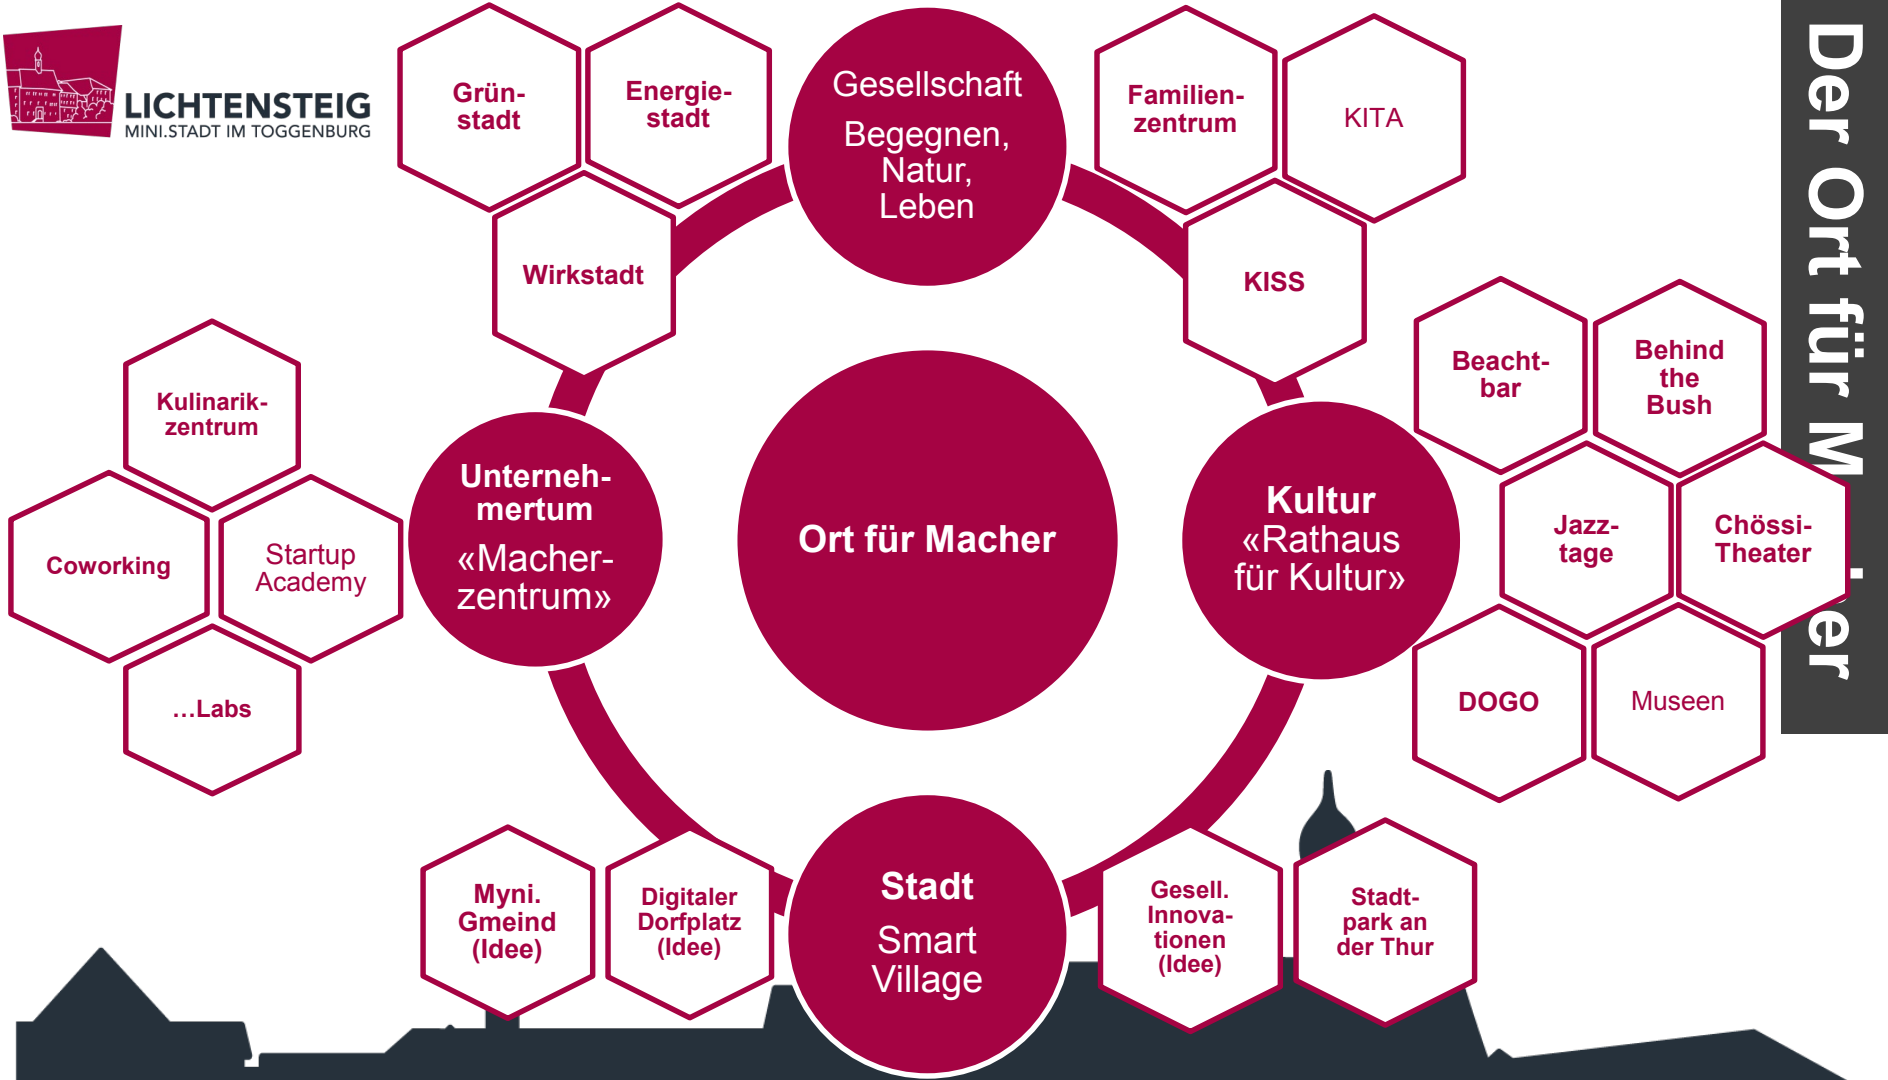 LICHTENSTEIG
MINI.STADT IM TOGGENBURG
Grün-
stadt
Energie-
stadt
Wirkstadt
Gesellschaft
Begegnen,
Natur,
Leben
Familien-
zentrum
KITA
KISS
Kulinarik-
zentrum
Coworking
Startup
Academy
...Labs
Unterneh-
mertum
«Macher-
zentrum»
Ort für Macher
Kultur
«Rathaus
für Kultur»
Beacht-
bar
Behind
the
Bush
Jazz-
tage
Chössi-
Theater
DOGO
Museen
Myni.
Gmeind
(Idee)
Digitaler
Dorfplatz
(Idee)
Stadt
Smart
Village
Gesell.
Innova-
tionen
(Idee)
Stadt-
park an
der Thur
Der Ort für Macher